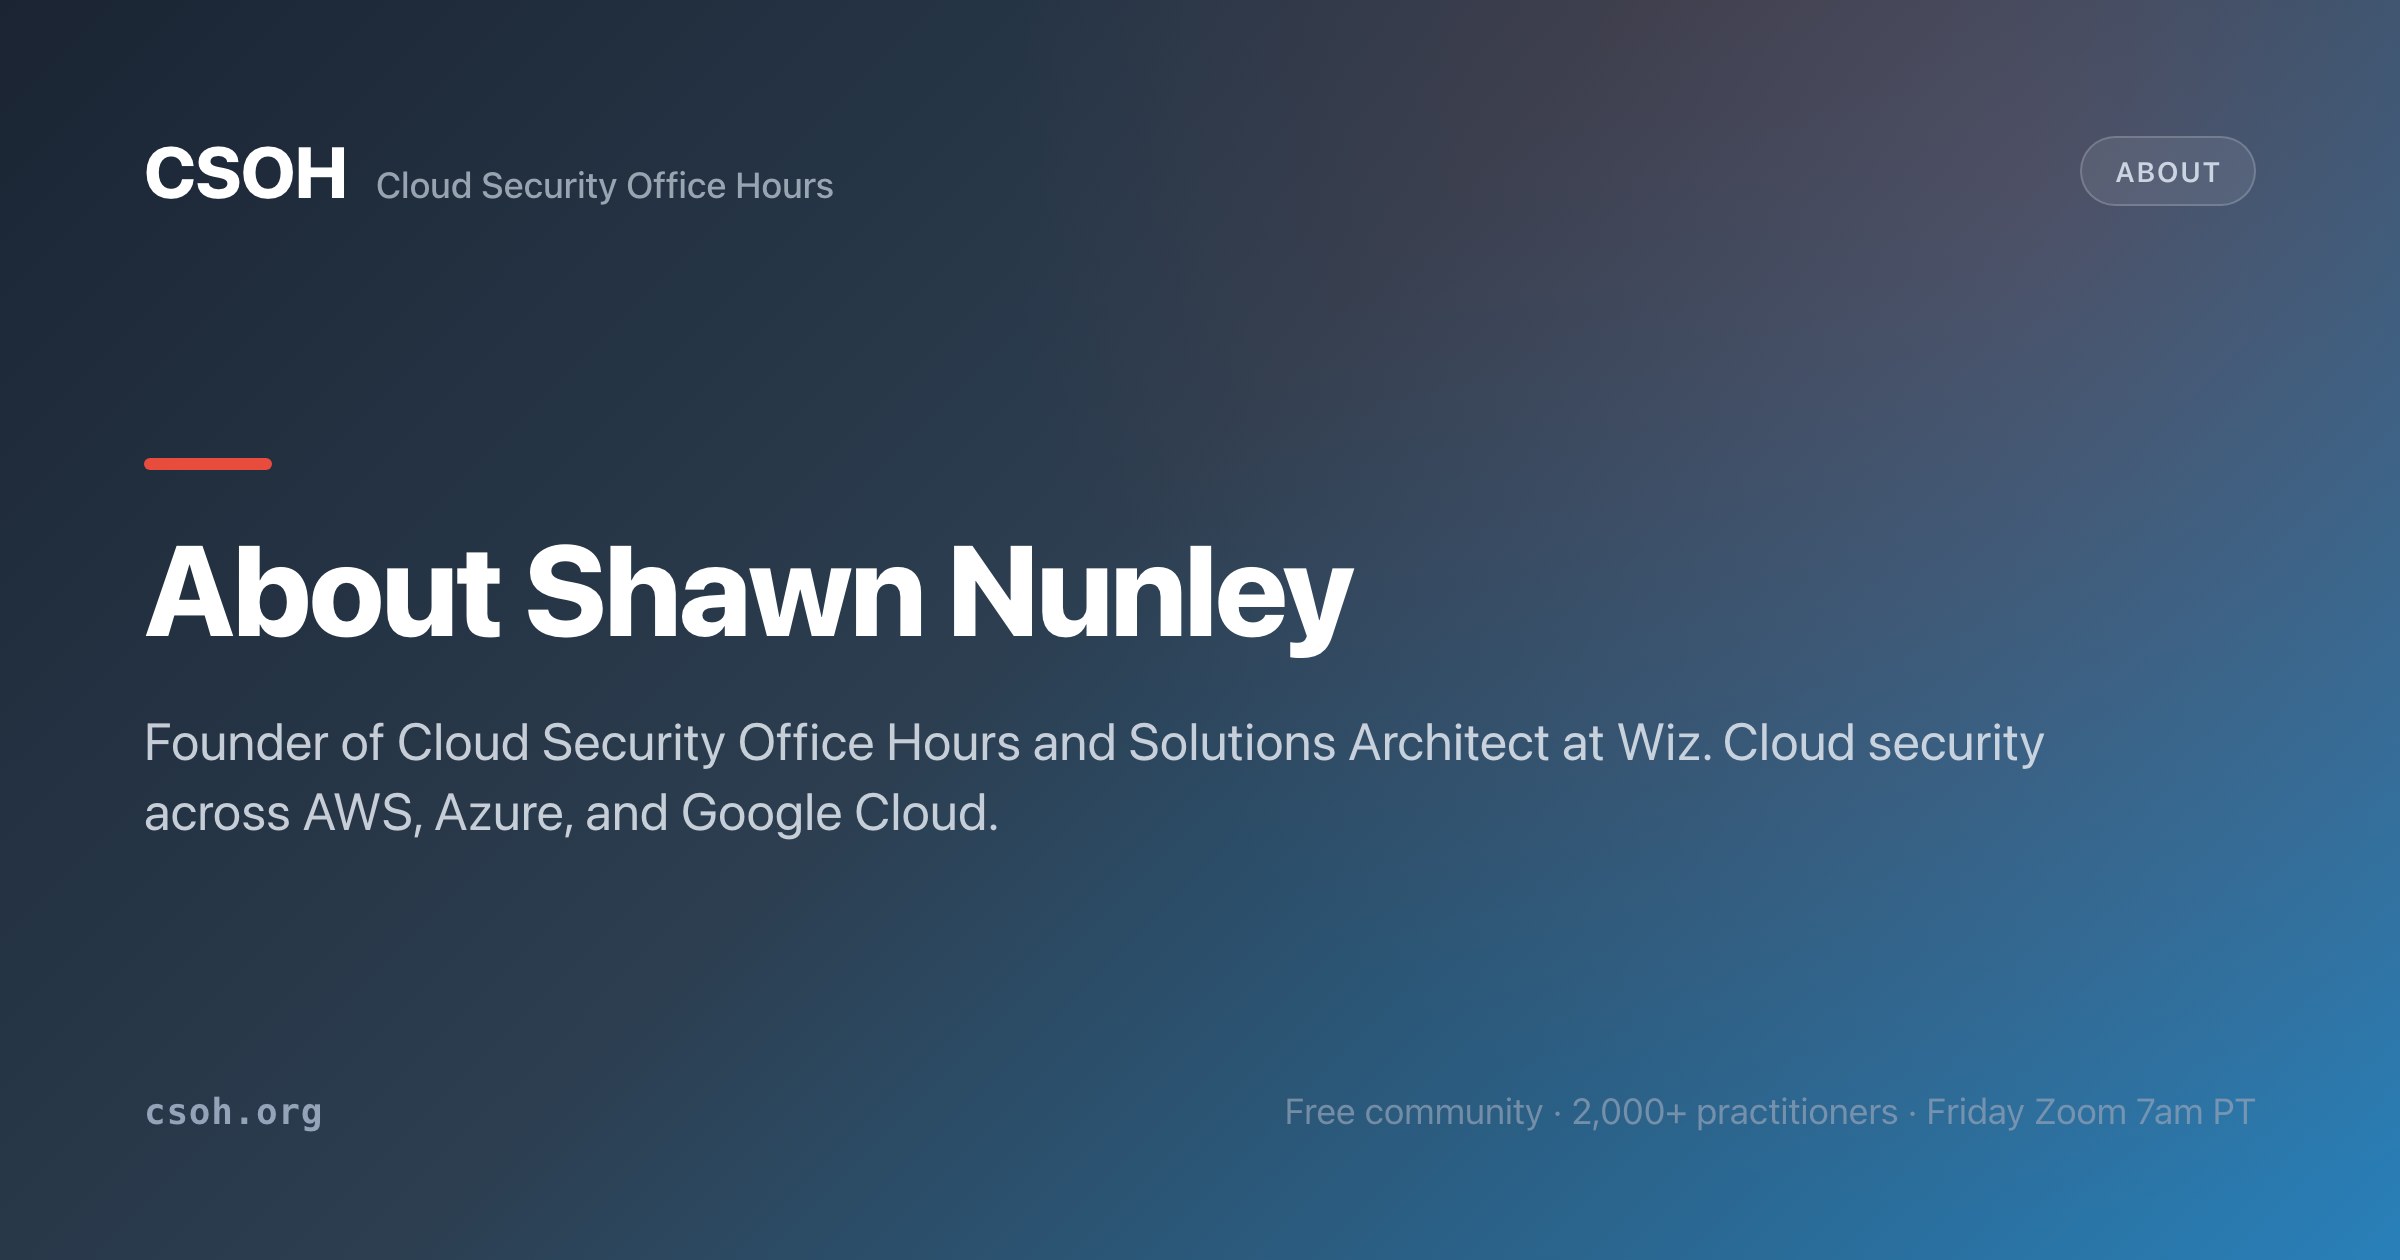 CSOH Cloud Security Office Hours
ABOUT
About Shawn Nunley
Founder of Cloud Security Office Hours and Solutions Architect at Wiz. Cloud security
across AWS, Azure, and Google Cloud.
csoh.org
Free community · 2,000+ practitioners · Friday Zoom 7am PT